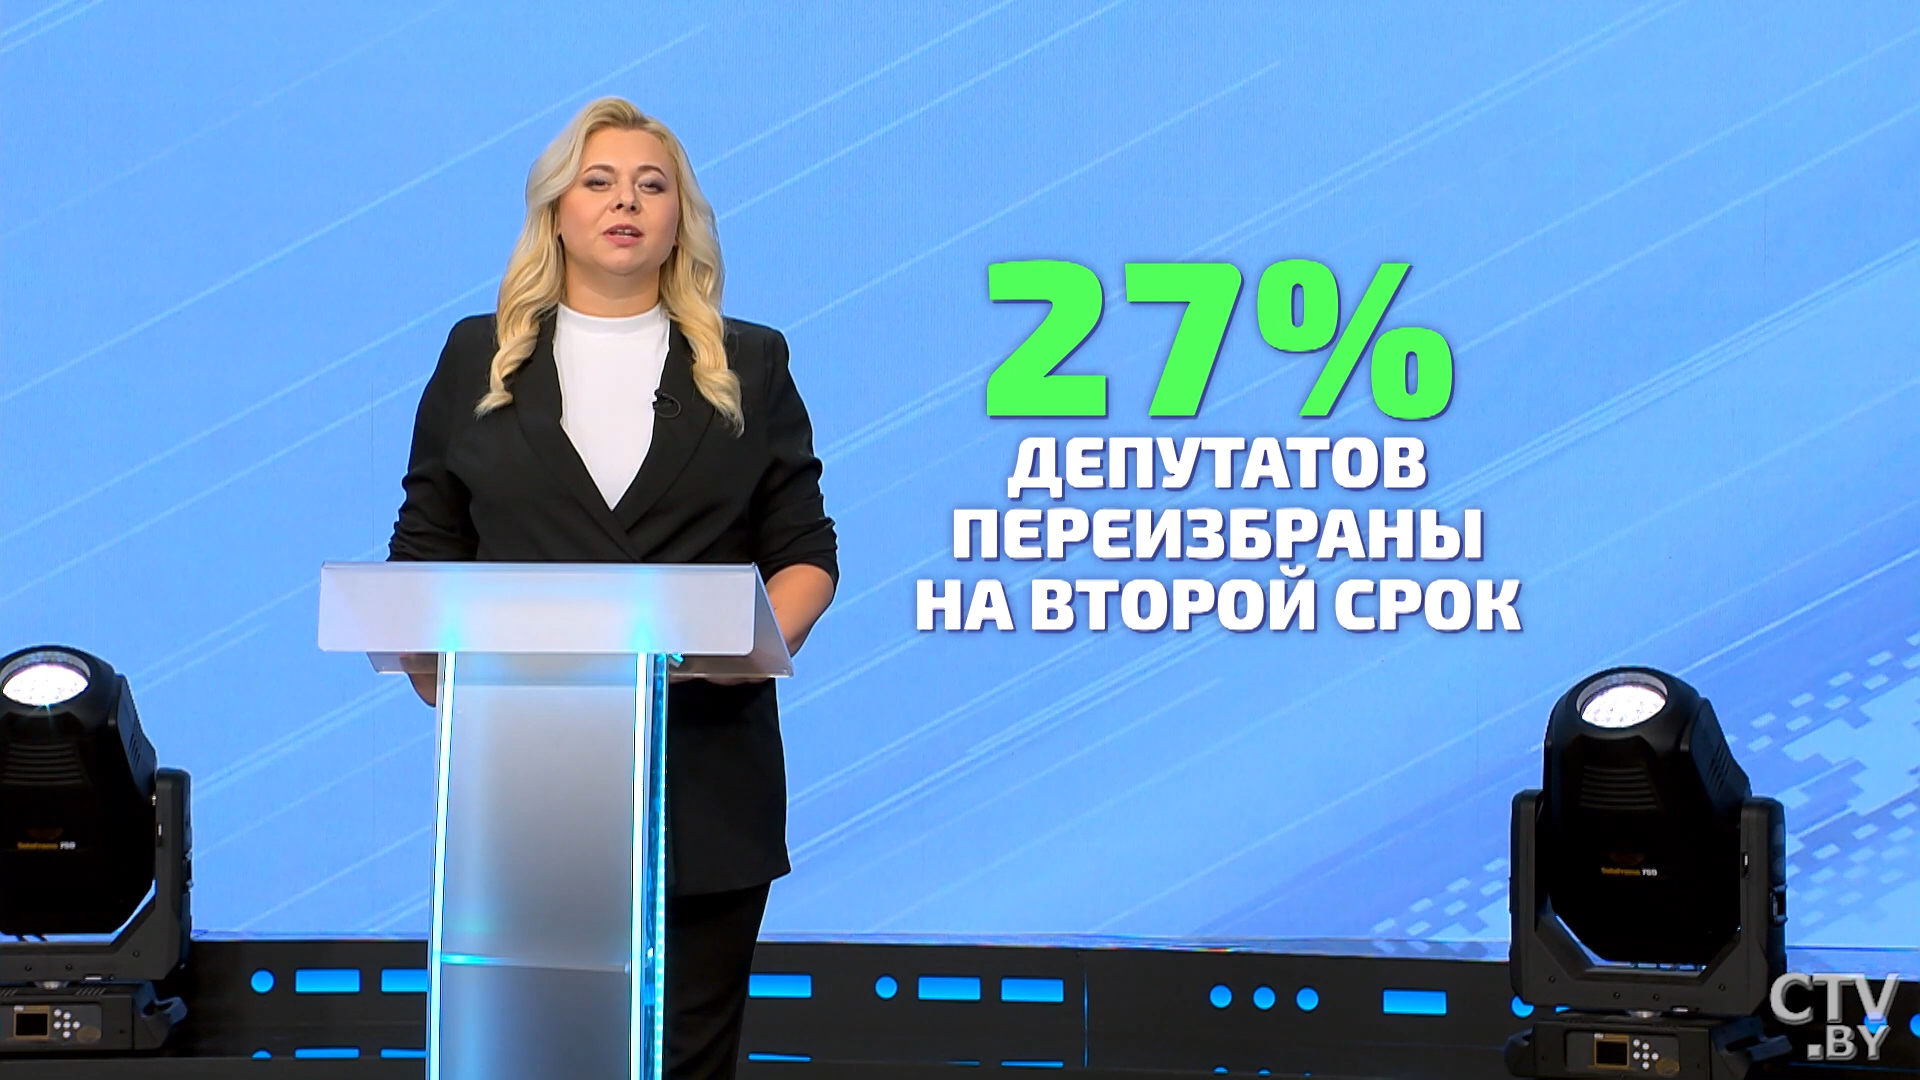 27%
ДЕПУТАТОВ
ПЕРЕИЗБРАНЫ
НА ВТОРОЙ СРОК
CTV
.BY